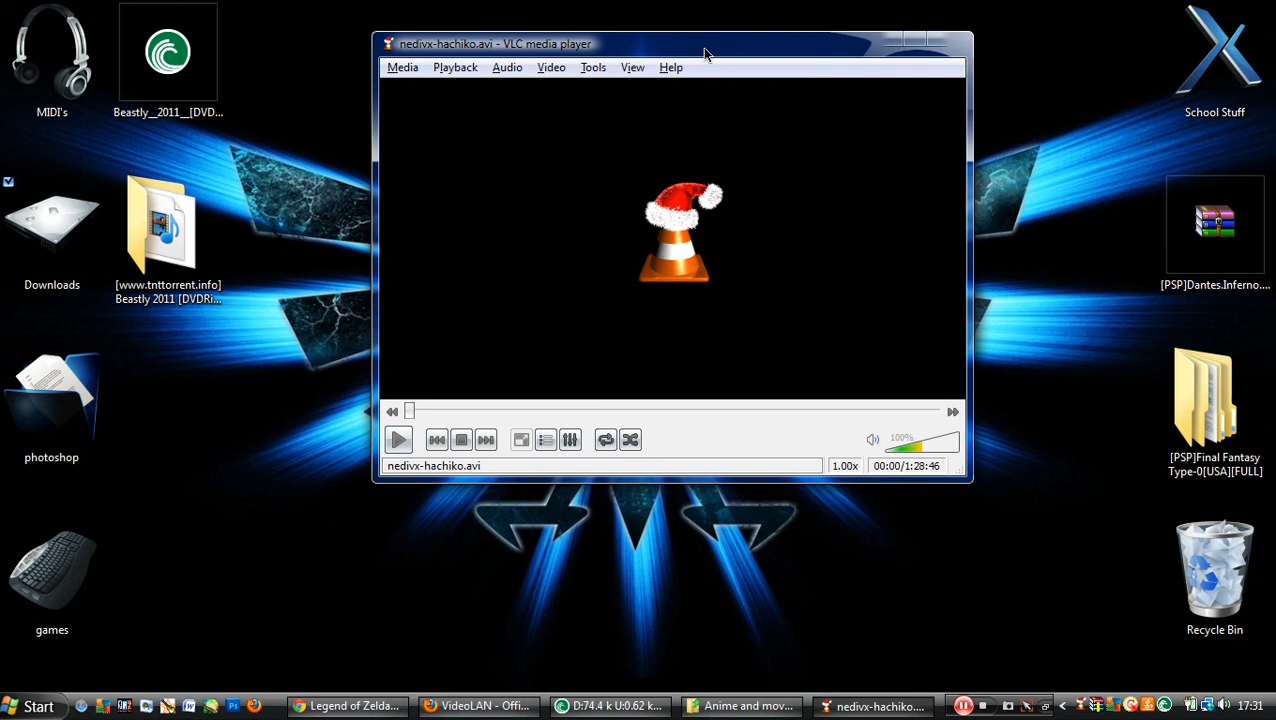 nedivx-hachiko.avi - VLC media player
Media Playback Audio Video Tools View Help
MIDI's
Beastly__2011__[DVD...
School Stuff
Downloads
[www.tnttorrent.info]
Beastly 2011 [DVDRi...
[PSP]Dantes.Inferno....
100%
nedivx-hachiko.avi
1.00x
00:00/1:28:46
photoshop
[PSP]Final Fantasy
Type-0[USA][FULL]
games
Recycle Bin
Start
Legend of Zelda...
VideoLAN - Offi...
D:74.4 k U:0.62 k...
Anime and mov...
nedivx-hachiko....
17:31